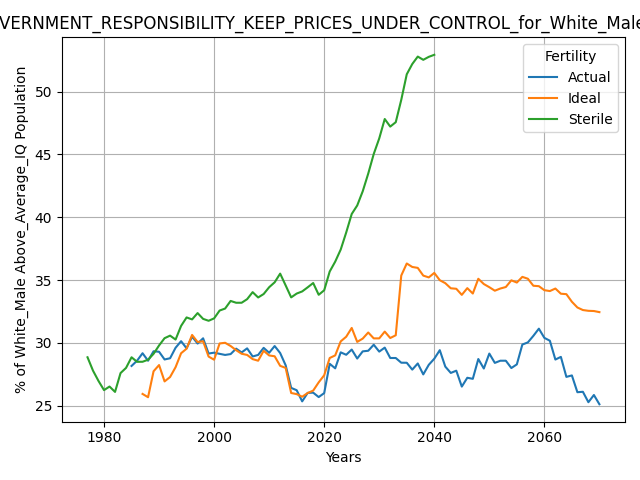 VERNMENT_RESPONSIBILITY_KEEP_PRICES_UNDER_CONTROL_for_White_Male
Fertility
Actual
Ideal
Sterile
% of White_Male Above_Average_IQ Population
50
45
40
35
30
25
1980
2000
2020
2040
2060
Years